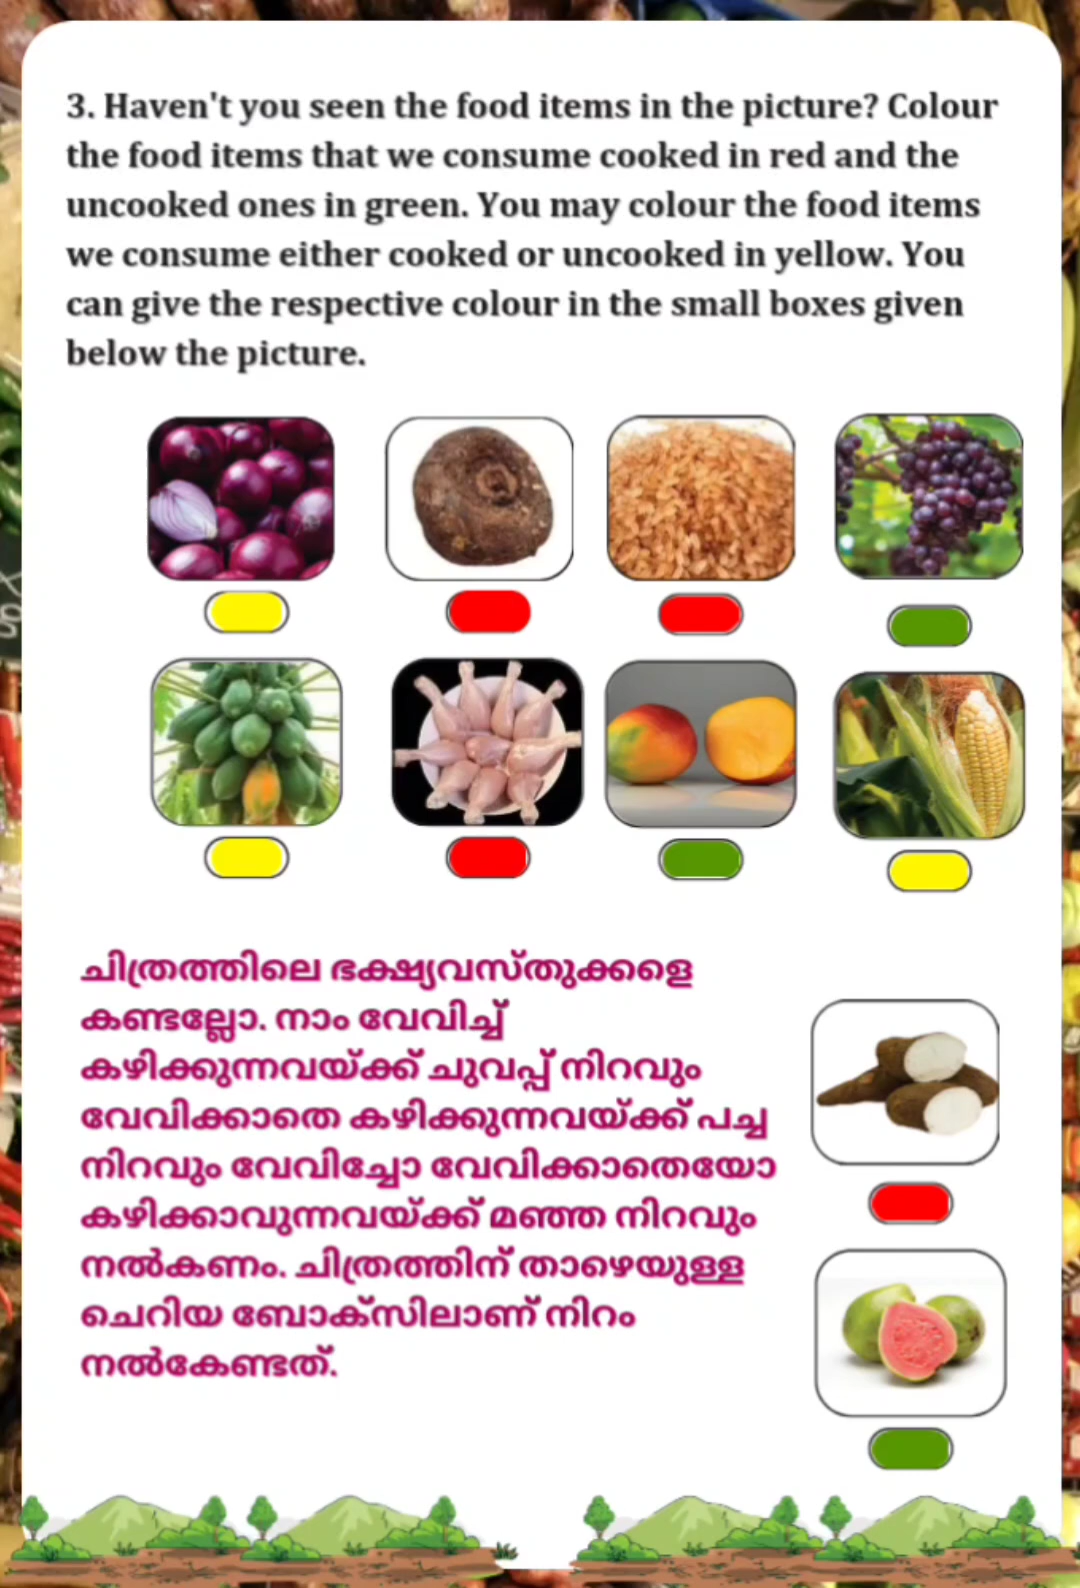 3. Haven't you seen the food items in the picture? Colour
the food items that we consume cooked in red and the
uncooked ones in green. You may colour the food items
we consume either cooked or uncooked in yellow. You
can give the respective colour in the small boxes given
below the picture.
ചിത്രത്തിലെ ഭക്ഷ്യവസ്തുക്കളെ
കണ്ടല്ലോ. നാം വേവിച്ച്
കഴിക്കുന്നവയ്ക്ക് ചുവപ്പ് നിറവും
വേവിക്കാതെ കഴിക്കുന്നവയ്ക്ക് പച്ച
നിറവും വേവിച്ചോ വേവിക്കാതെയോ
കഴിക്കാവുന്നവയ്ക്ക് മഞ്ഞ നിറവും
നൽകണം. ചിത്രത്തിന് താഴെയുള്ള
ചെറിയ ബോക്സിലാണ് നിറം
നൽകേണ്ടത്.